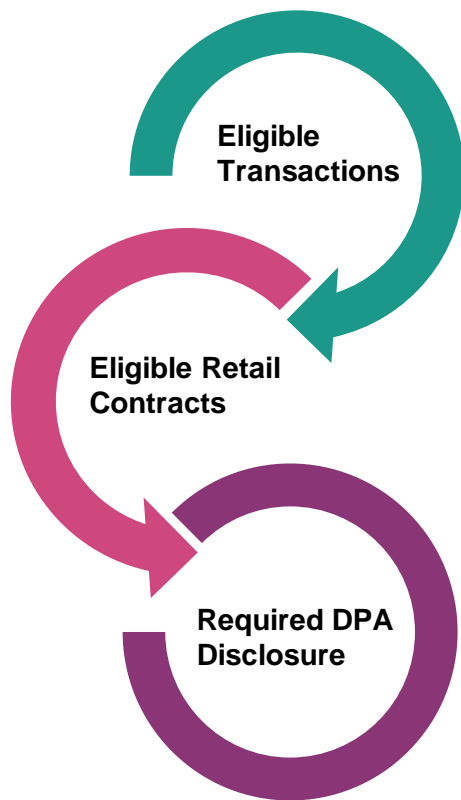 Eligible
Transactions
Eligible Retail
Contracts
Required DPA
Disclosure